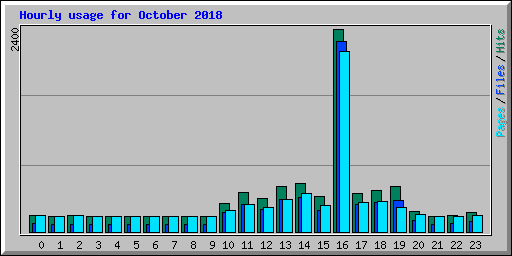 Hourly usage for October 2018
2400
Pages/Files/Hits
0 1 2 3 4 5 6 7 8 9 10 11 12 13 14 15 16 17 18 19 20 21 22 23